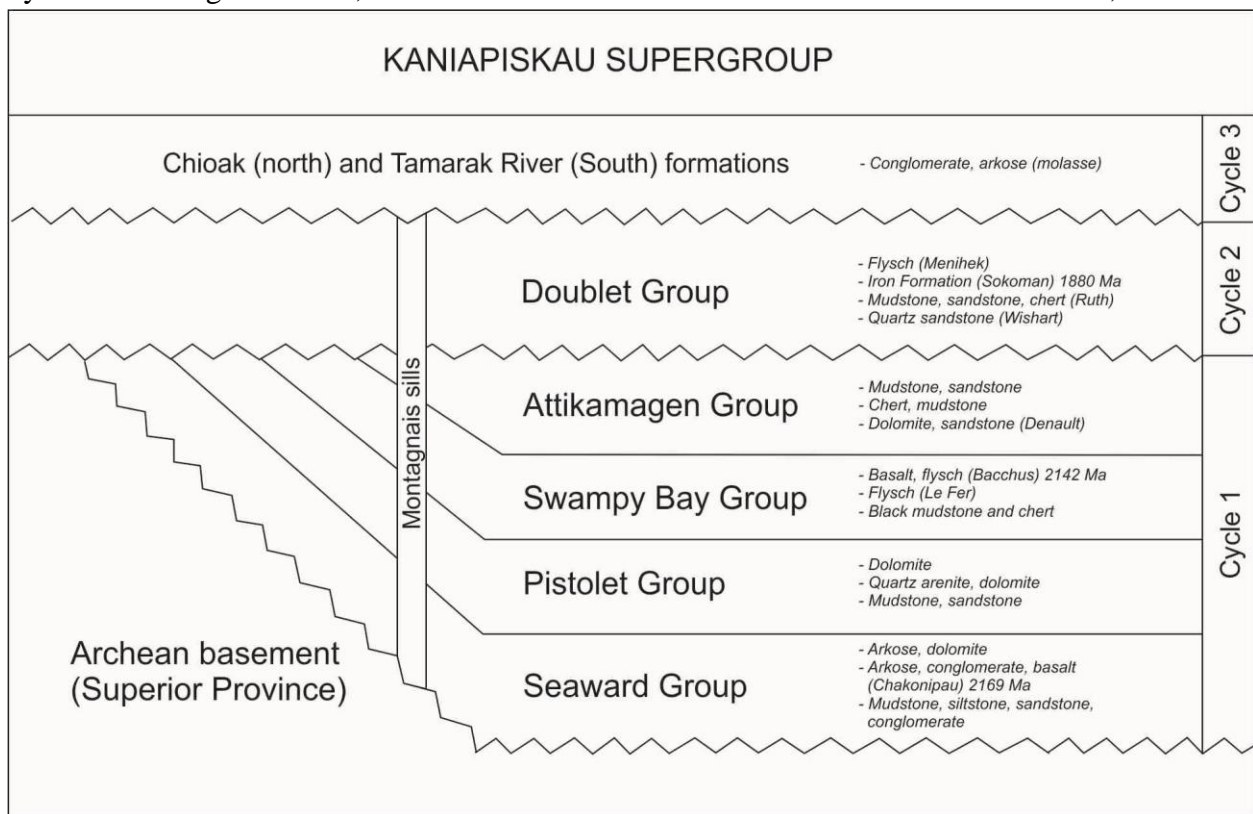 KANIAPISKAU SUPERGROUP
Chioak (north) and Tamarak River (South) formations
- Conglomerate, arkose (molasse)
Cycle 3
Doublet Group
- Flysch (Menihek)
- Iron Formation (Sokoman) 1880 Ma
- Mudstone, sandstone, chert (Ruth)
- Quartz sandstone (Wishart)
Cycle 2
Montagnais sills
Attikamagen Group
- Mudstone, sandstone
- Chert, mudstone
- Dolomite, sandstone (Denault)
Swampy Bay Group
- Basalt, flysch (Bacchus) 2142 Ma
- Flysch (Le Fer)
- Black mudstone and chert
Pistolet Group
- Dolomite
- Quartz arenite, dolomite
- Mudstone, sandstone
Cycle 1
Archean basement
(Superior Province)
Seaward Group
- Arkose, dolomite
- Arkose, conglomerate, basalt
(Chakonipau) 2169 Ma
- Mudstone, siltstone, sandstone,
conglomerate